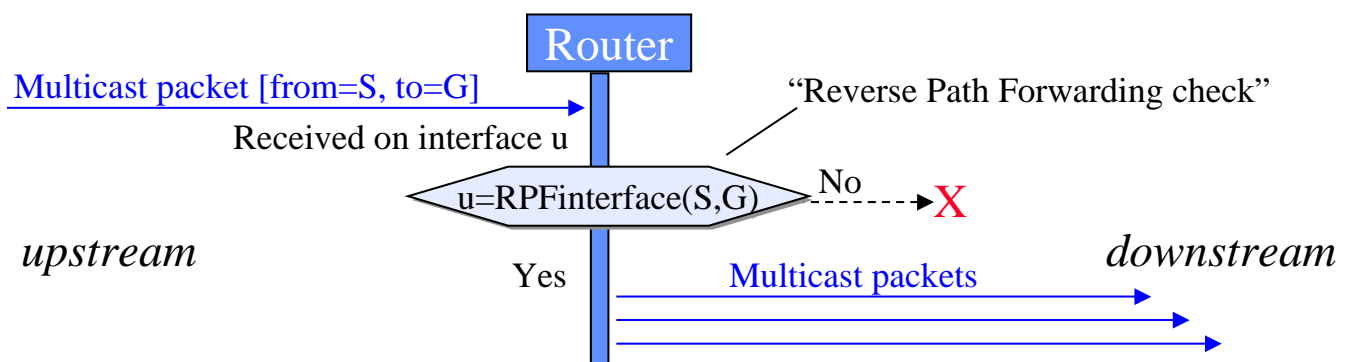 Router
Multicast packet [from=S, to=G]
“Reverse Path Forwarding check”
Received on interface u
u=RPFinterface(S,G)
No
X
upstream
downstream
Yes
Multicast packets